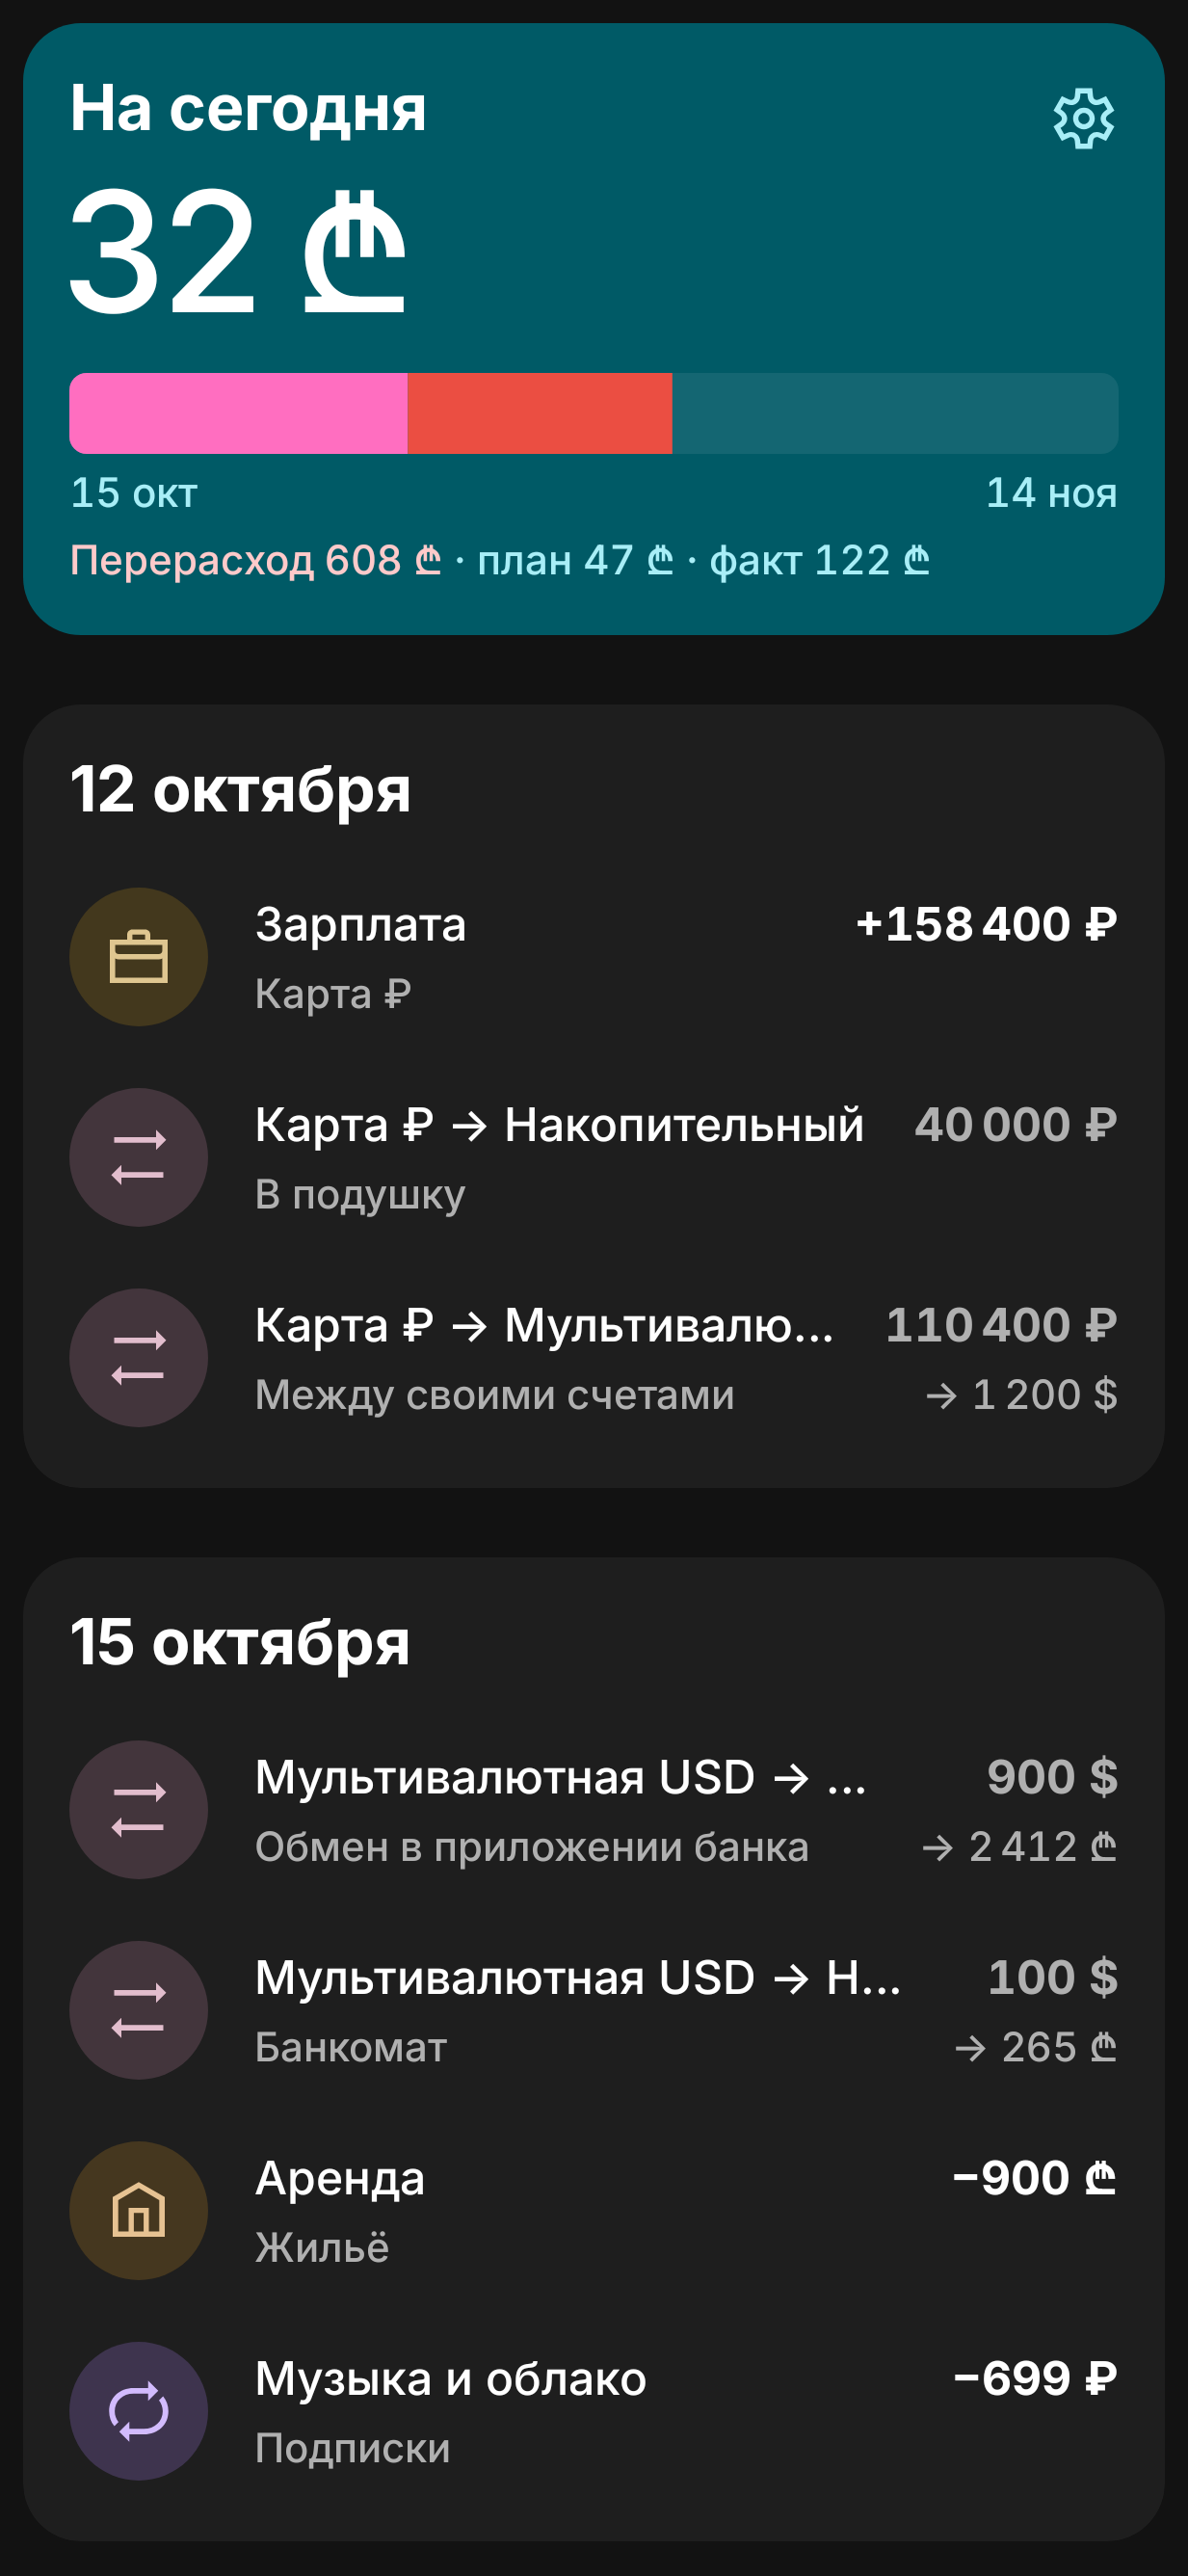 На сегодня
32 ₾
15 окт 14 ноя
Перерасход 608 ₾ · план 47 ₾ · факт 122 ₾
12 октября
Зарплата +158 400 ₽
Карта ₽
Карта ₽ → Накопительный 40 000 ₽
В подушку
Карта ₽ → Мультивалю... 110 400 ₽
Между своими счетами → 1 200 $
15 октября
Мультивалютная USD → ... 900 $
Обмен в приложении банка → 2 412 ₾
Мультивалютная USD → Н... 100 $
Банкомат → 265 ₾
Аренда −900 ₾
Жильё
Музыка и облако −699 ₽
Подписки